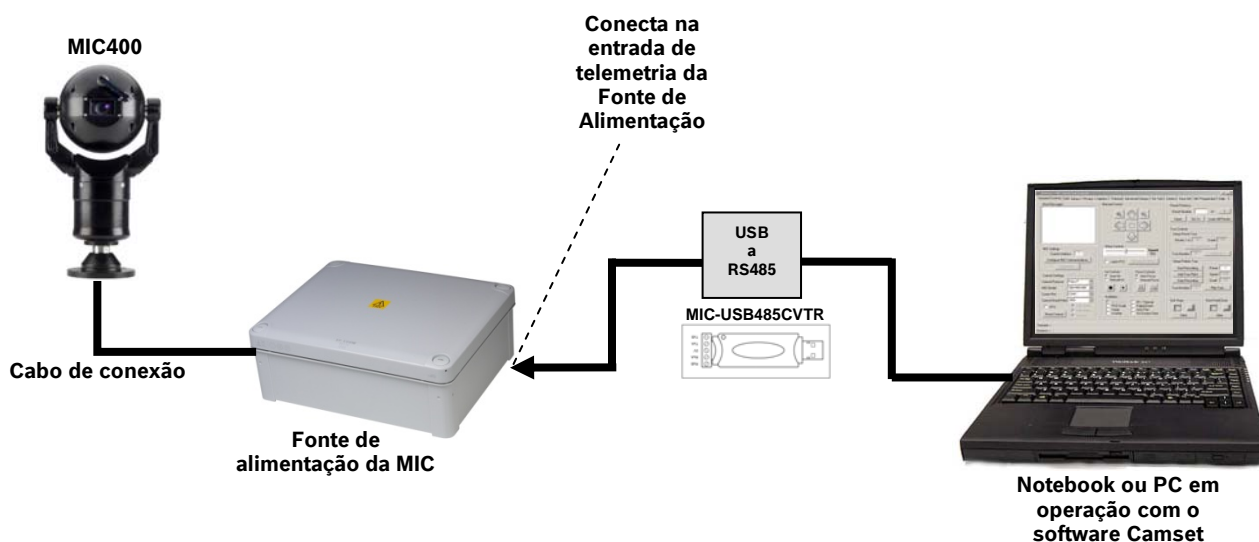 MIC400
Conecta na
entrada de
telemetria da
Fonte de
Alimentação
USB
a
RS485
MIC-USB485CVTR
Cabo de conexão
Fonte de
alimentação da MIC
Notebook ou PC em
operação com o
software Camset